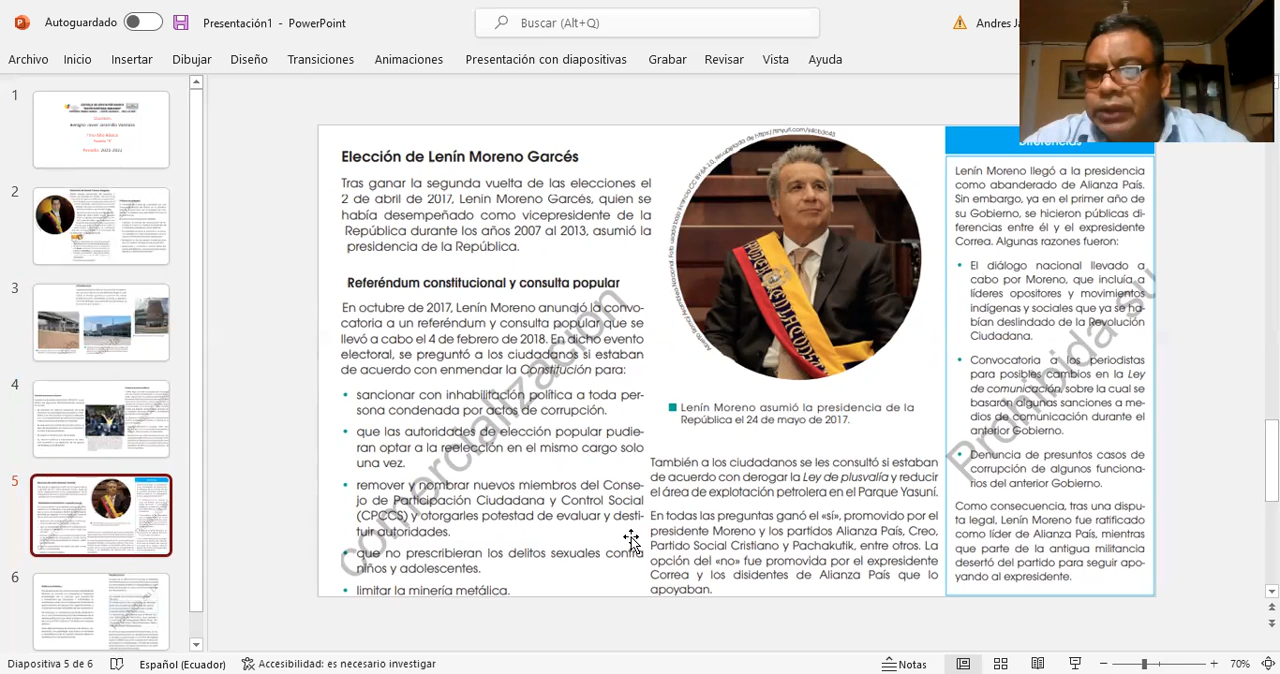 Autoguardado
Presentación1 - PowerPoint
Buscar (Alt+Q)
Andres Ja
Archivo Inicio Insertar Dibujar Diseño Transiciones Animaciones Presentación con diapositivas Grabar Revisar Vista Ayuda
1
2
3
4
5
6
Elección de Lenín Moreno Garcés
Tras ganar la segunda vuelta de las elecciones el
2 de abril de 2017, Lenín Moreno Garcés, quien se
había desempeñado como vicepresidente de la
República durante los años 2007 al 2013, asumió la
presidencia de la República.
Referéndum constitucional y consulta popular
En octubre de 2017, Lenín Moreno anunció la convo-
catoria a un referéndum y consulta popular que se
llevó a cabo el 4 de febrero de 2018. En dicho evento
electoral, se preguntó a los ciudadanos si estaban
de acuerdo con enmendar la Constitución para:
• sancionar con inhabilitación política a toda per-
sona condenada por actos de corrupción.
• que las autoridades de elección popular pudie-
ran optar a la reelección en el mismo cargo solo
una vez.
• remover y nombrar a los miembros del Conse-
jo de Participación Ciudadana y Control Social
(CPCCS) y otorgarles la facultad de evaluar y desti-
tuir autoridades.
• que no prescribieran los delitos sexuales contra
niños y adolescentes.
• limitar la minería metálica
Lenín Moreno asumió la presidencia de la
República el 24 de mayo de 2017.
También a los ciudadanos se les consultó si estaban
de acuerdo con derogar la Ley de plusvalía y reducir
el área de explotación petrolera en el Parque Yasuní.
En todas las preguntas ganó el «sí», promovido por el
Presidente Moreno y los partidos Alianza País, Creo,
Partido Social Cristiano y Pachakutik, entre otros. La
opción del «no» fue promovida por el expresidente
Correa y los disidentes de Alianza País que lo
apoyaban.
Diferencias
Lenín Moreno llegó a la presidencia
como abanderado de Alianza País.
Sin embargo, ya en el primer año de
su Gobierno, se hicieron públicas di-
ferencias entre él y el expresidente
Correa. Algunas razones fueron:
• El diálogo nacional llevado a
cabo por Moreno, que incluía a
líderes opositores y movimientos
indígenas y sociales que ya se ha-
bían deslindado de la Revolución
Ciudadana.
• Convocatoria a los periodistas
para posibles cambios en la Ley
de comunicación, sobre la cual se
basaron algunas sanciones a me-
dios de comunicación durante el
anterior Gobierno.
• Denuncia de presuntos casos de
corrupción de algunos funciona-
rios del anterior Gobierno.
Como consecuencia, tras una dispu-
ta legal, Lenín Moreno fue ratificado
como líder de Alianza País, mientras
que parte de la antigua militancia
desertó del partido para seguir apo-
yando al expresidente.
comercialización
Prohibida su
Diapositiva 5 de 6
Español (Ecuador)
Accesibilidad: es necesario investigar
Notas
70%